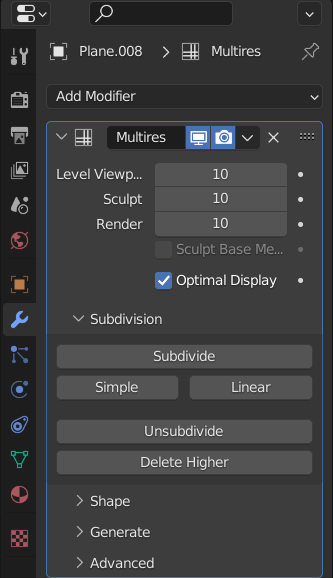 Plane.008 > Multires
Add Modifier
Multires
Level Viewp... 10
Sculpt 10
Render 10
Sculpt Base Me...
Optimal Display
Subdivision
Subdivide
Simple Linear
Unsubdivide
Delete Higher
Shape
Generate
Advanced